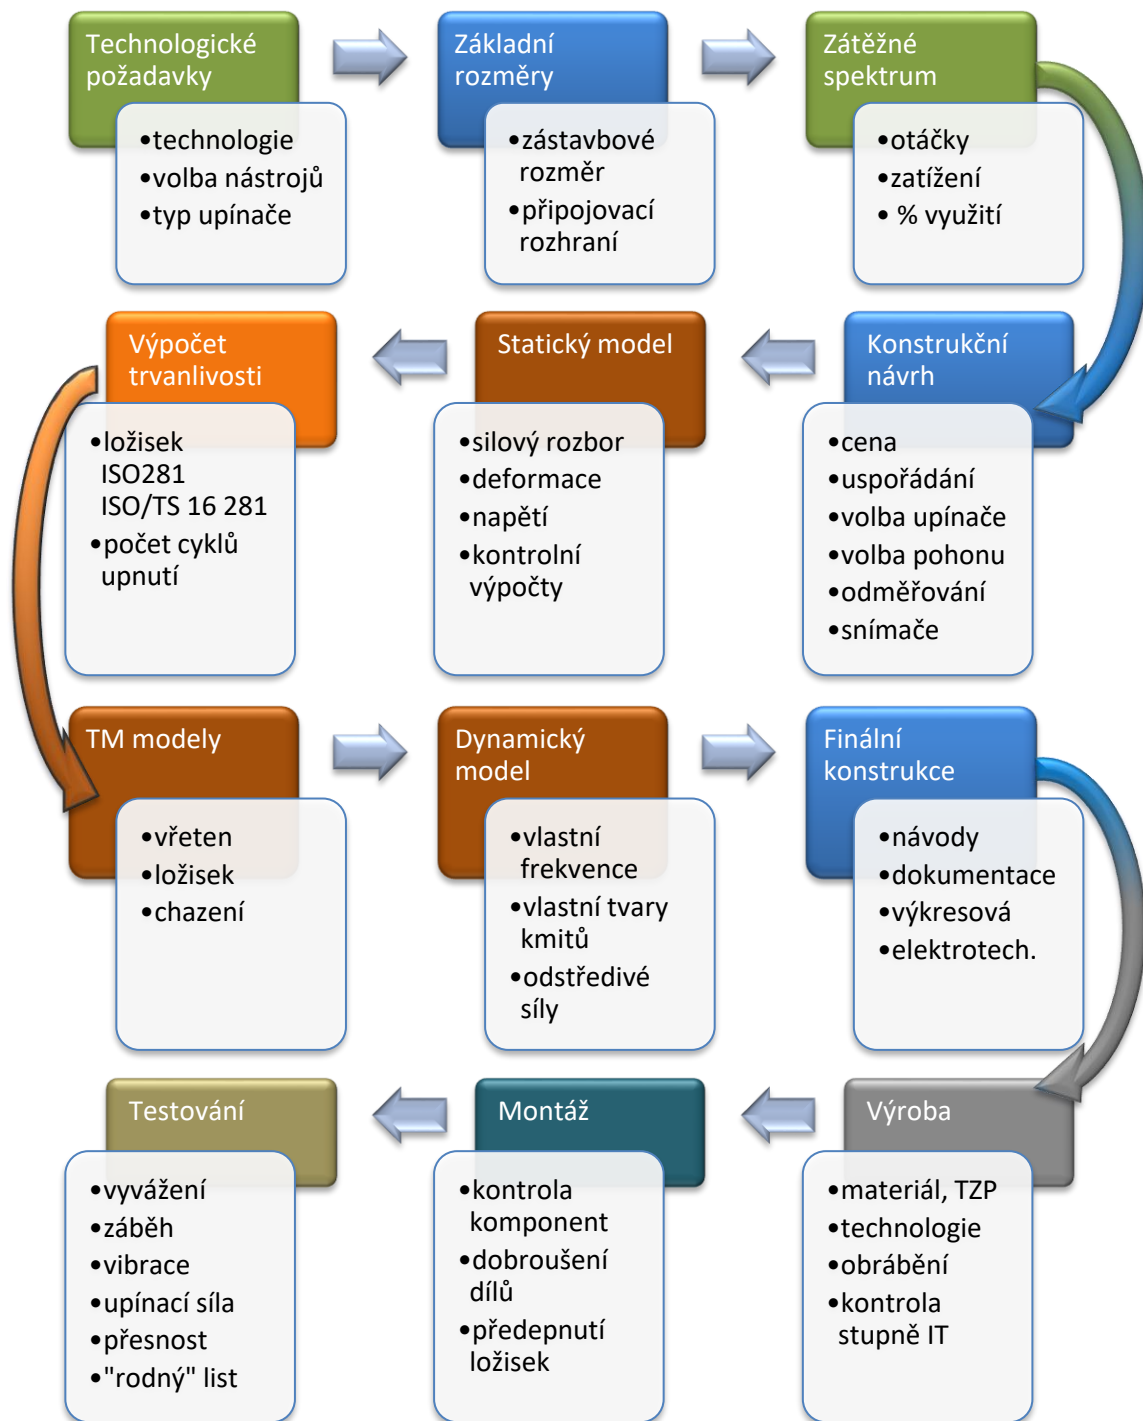 Technologické
požadavky
•technologie
•volba nástrojů
•typ upínače
Základní
rozměry
•zástavbové
rozměr
•připojovací
rozhraní
Zátěžné
spektrum
•otáčky
•zatížení
• % využití
Konstrukční
návrh
•cena
•uspořádání
•volba upínače
•volba pohonu
•odměřování
•snímače
Statický model
•silový rozbor
•deformace
•napětí
•kontrolní
výpočty
Výpočet
trvanlivosti
•ložisek
ISO281
ISO/TS 16 281
•počet cyklů
upnutí
TM modely
•vřeten
•ložisek
•chazení
Dynamický
model
•vlastní
frekvence
•vlastní tvary
kmitů
•odstředivé
síly
Finální
konstrukce
•návody
•dokumentace
•výkresová
•elektrotech.
Výroba
•materiál, TZP
•technologie
•obrábění
•kontrola
stupně IT
Montáž
•kontrola
komponent
•dobroušení
dílů
•předepnutí
ložisek
Testování
•vyvážení
•záběh
•vibrace
•upínací síla
•přesnost
•"rodný" list